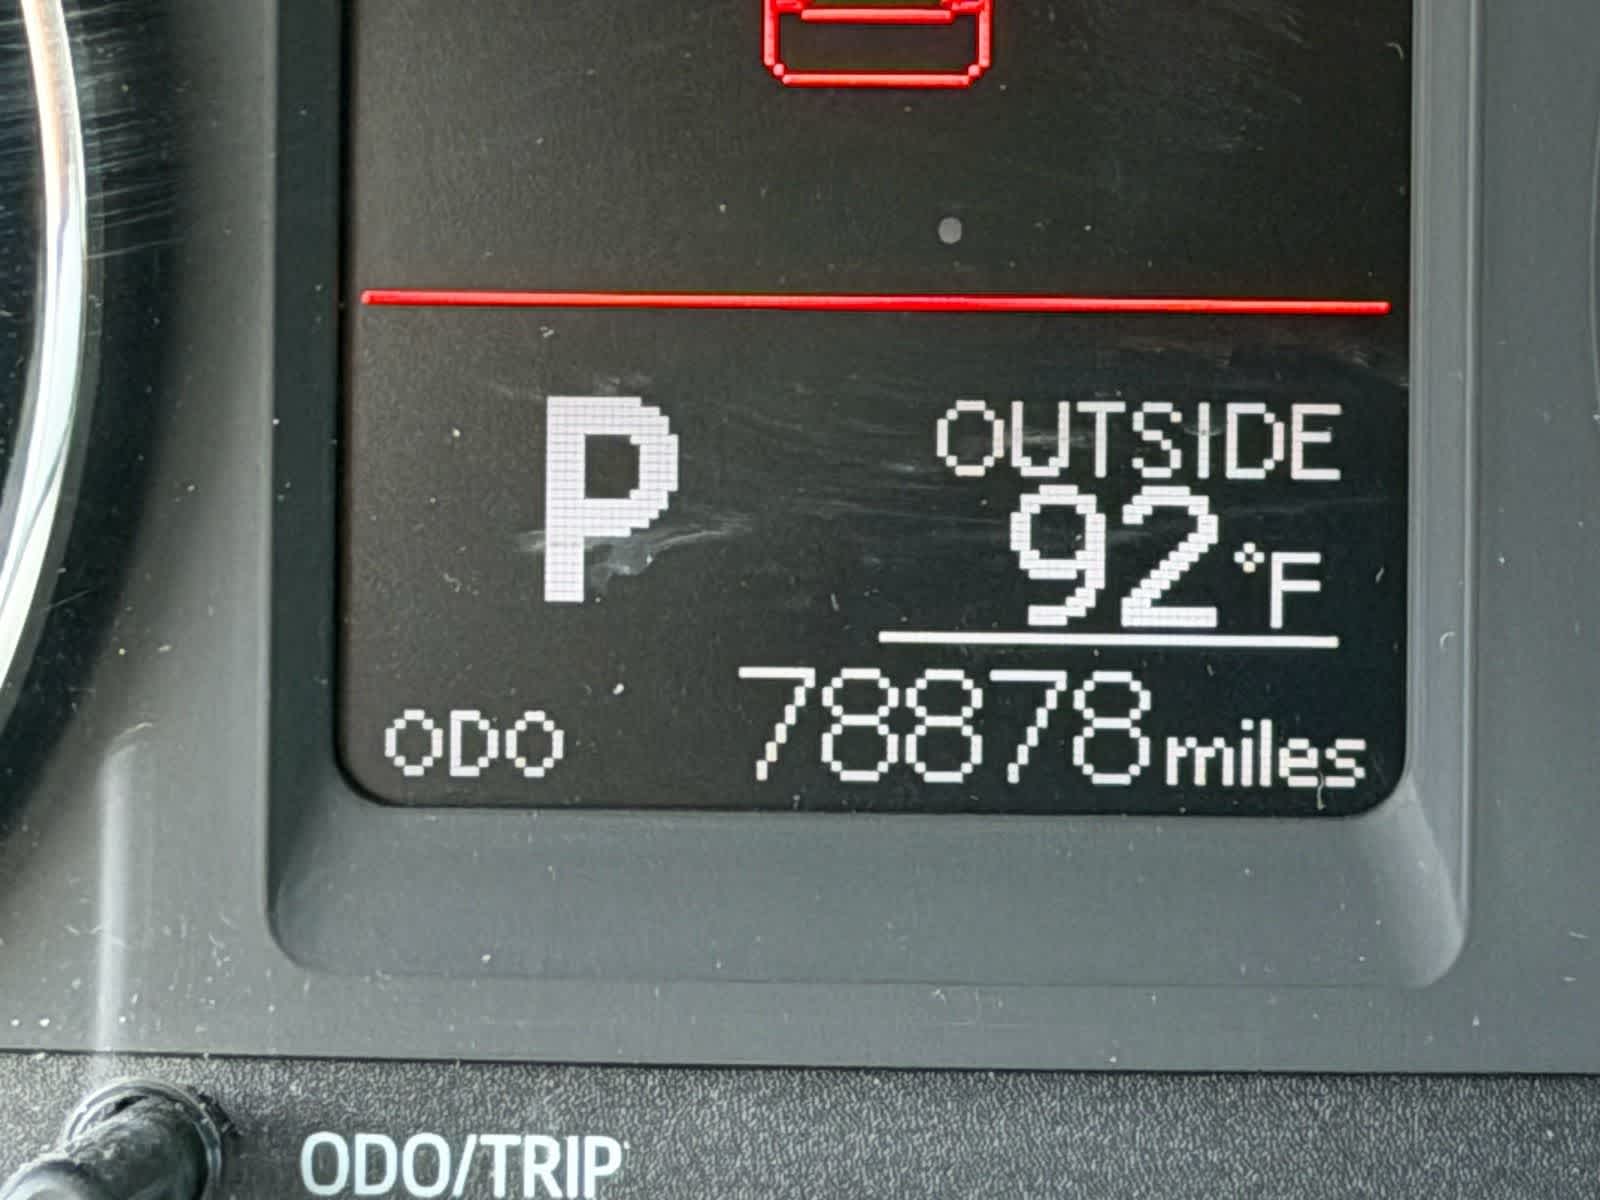 P
OUTSIDE
92°F
ODO 78878 miles
ODO/TRIP